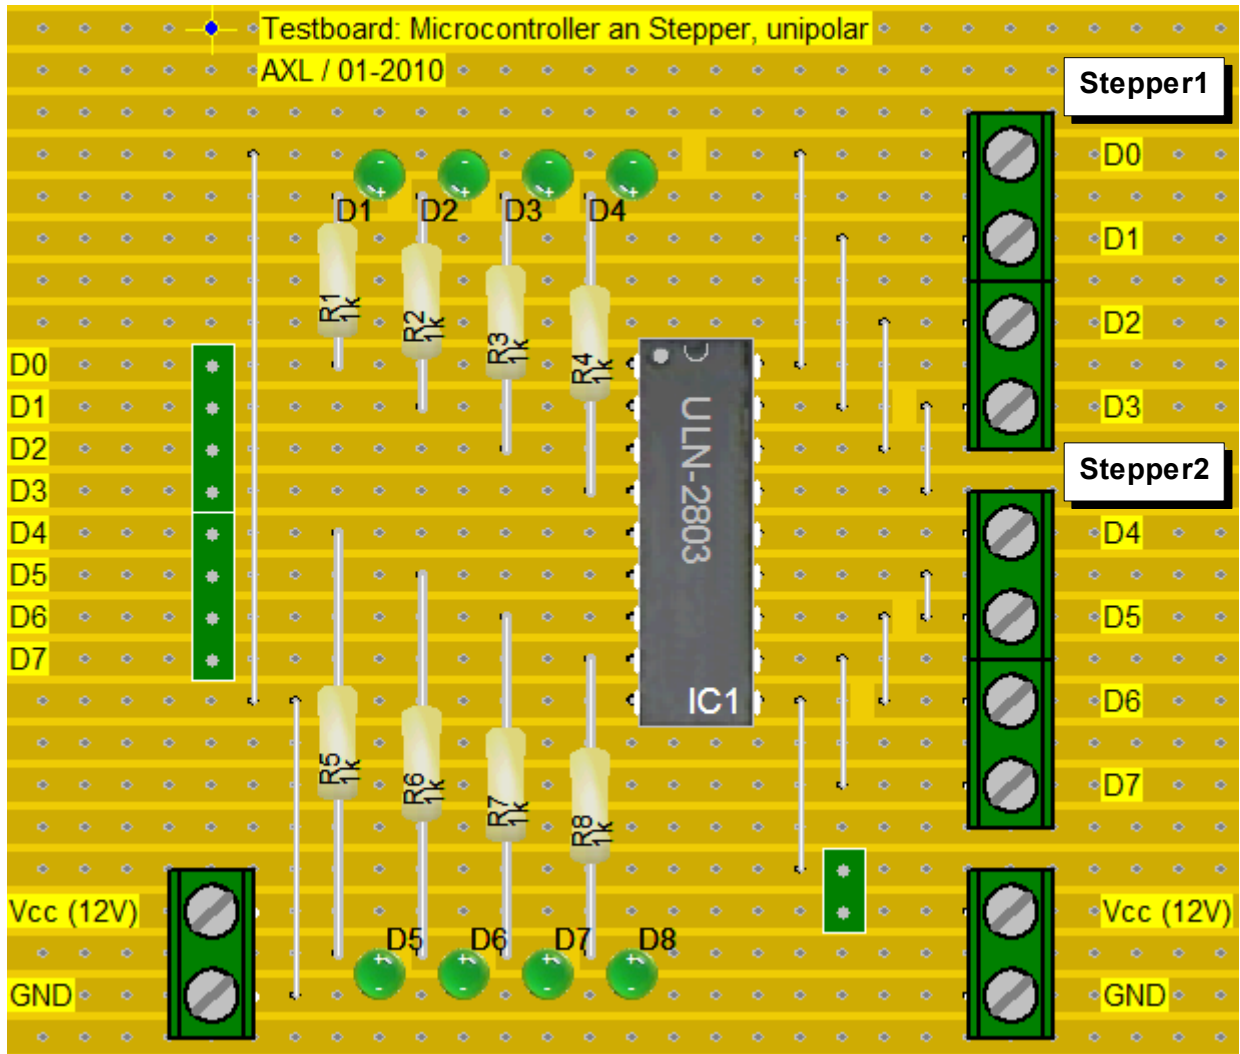 Testboard: Microcontroller an Stepper, unipolar
AXL / 01-2010
Stepper1
D0
D1
D2
D3
D1
D2
D3
D4
R1
1k
R2
1k
R3
1k
R4
1k
D0
D1
D2
D3
D4
D5
D6
D7
ULN-2803
IC1
Stepper2
D4
D5
D6
D7
R5
1k
R6
1k
R7
1k
R8
1k
D5
D6
D7
D8
Vcc (12V)
GND
Vcc (12V)
GND